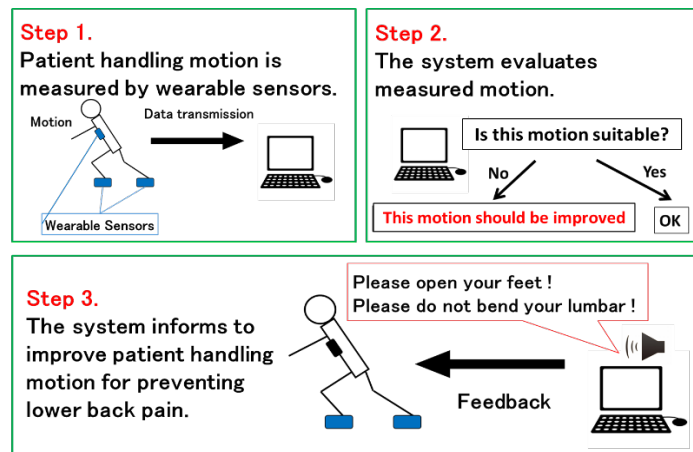 Step 1.
Patient handling motion is
measured by wearable sensors.
Motion
Data transmission
Wearable Sensors
Step 2.
The system evaluates
measured motion.
Is this motion suitable?
No
Yes
This motion should be improved
OK
Step 3.
The system informs to
improve patient handling
motion for preventing
lower back pain.
Please open your feet !
Please do not bend your lumbar !
Feedback